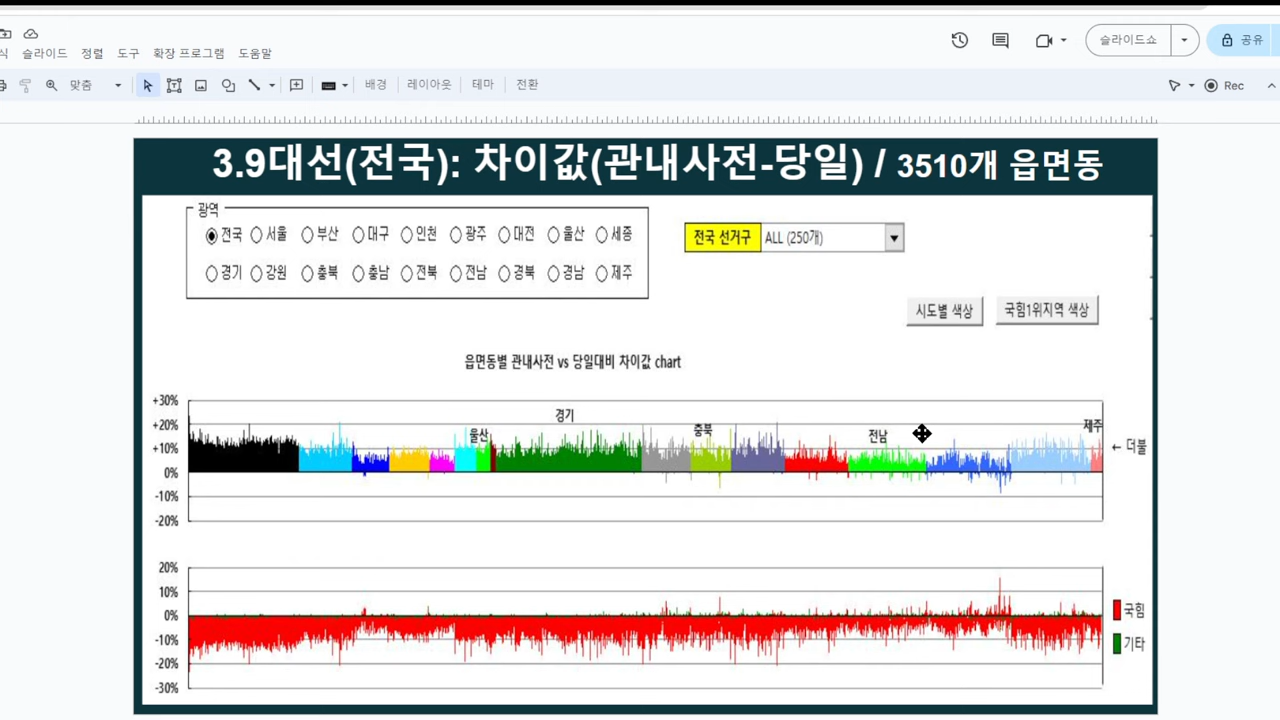 식 슬라이드 정렬 도구 확장 프로그램 도움말
슬라이드쇼
공유
맞춤
배경 레이아웃 테마 전환
Rec
3.9대선(전국): 차이값(관내사전-당일) / 3510개 읍면동
광역
전국 서울 부산 대구 인천 광주 대전 울산 세종
경기 강원 충북 충남 전북 전남 경북 경남 제주
전국 선거구 ALL (250개)
시도별 색상 국힘1위지역 색상
읍면동별 관내사전 vs 당일대비 차이값 chart
+30%
+20%
+10%
0%
-10%
-20%
울산
경기
충북
전남
제주
← 더불
20%
10%
0%
-10%
-20%
-30%
국힘
기타